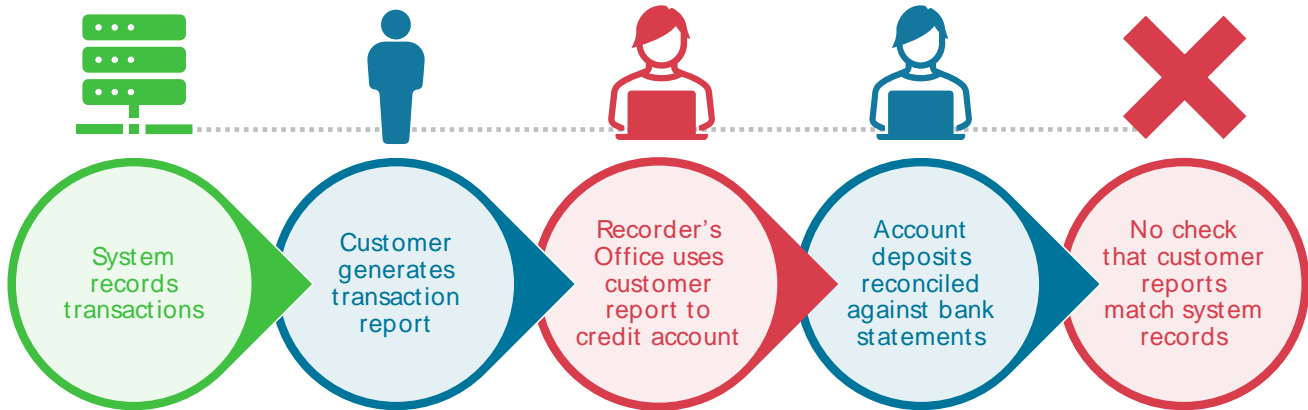 System
records
transactions
Customer
generates
transaction
report
Recorder's
Office uses
customer
report to
credit account
Account
deposits
reconciled
against bank
statements
No check
that customer
reports
match system
records